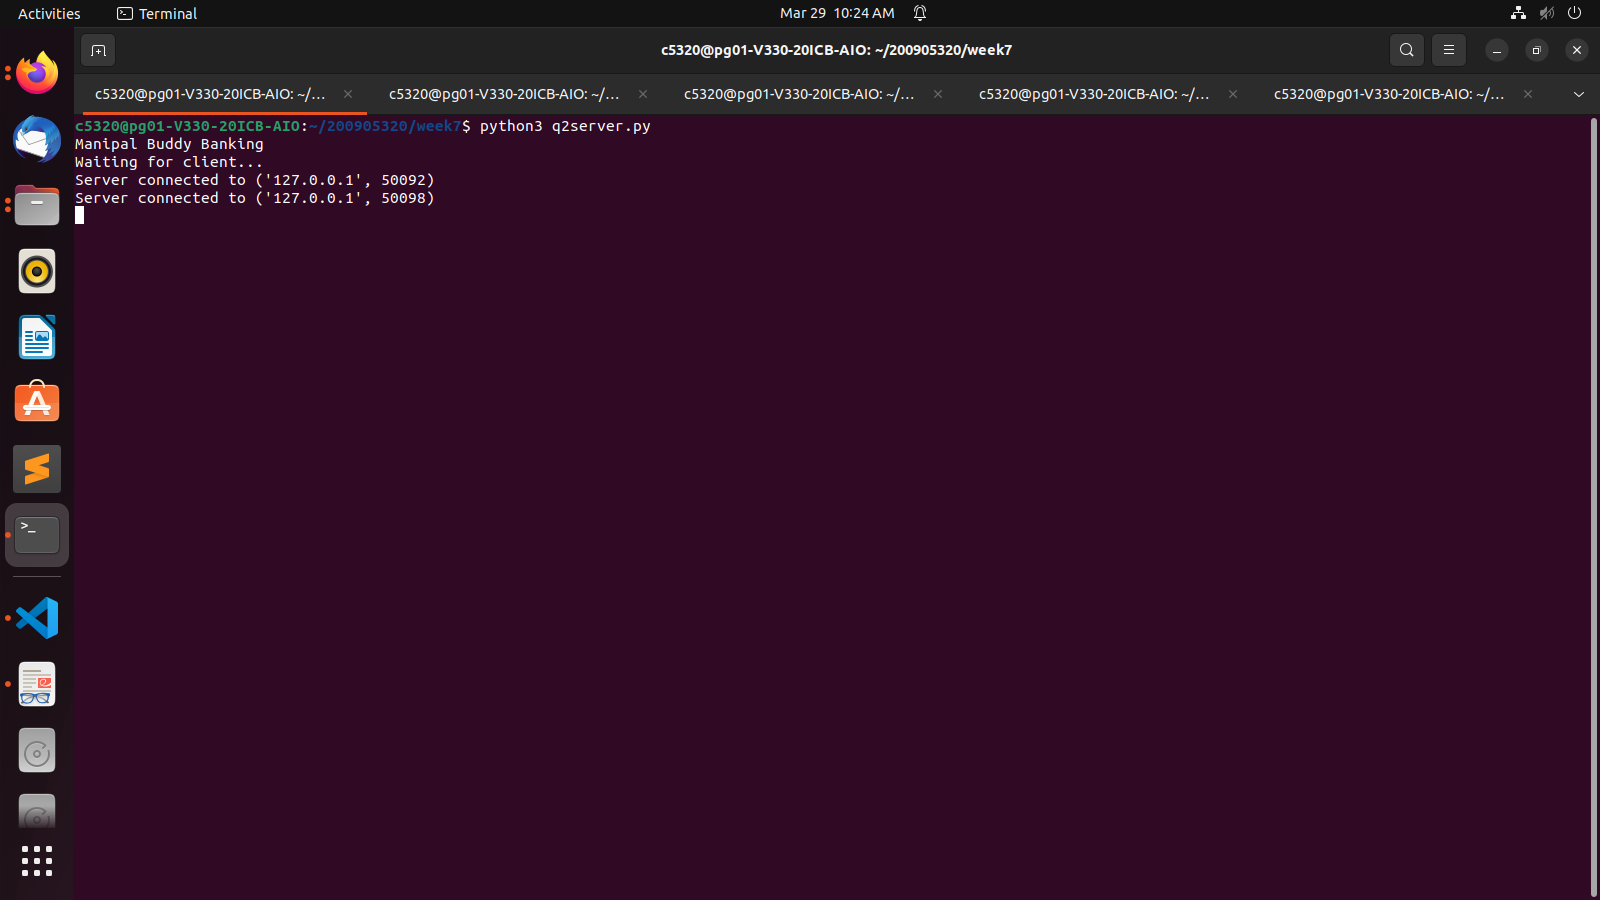 Activities
Terminal
Mar 29 10:24 AM
c5320@pg01-V330-20ICB-AIO: ~/200905320/week7
c5320@pg01-V330-20ICB-AIO: ~/...
c5320@pg01-V330-20ICB-AIO: ~/...
c5320@pg01-V330-20ICB-AIO: ~/...
c5320@pg01-V330-20ICB-AIO: ~/...
c5320@pg01-V330-20ICB-AIO: ~/...
c5320@pg01-V330-20ICB-AIO:~/200905320/week7$ python3 q2server.py
Manipal Buddy Banking
Waiting for client...
Server connected to ('127.0.0.1', 50092)
Server connected to ('127.0.0.1', 50098)